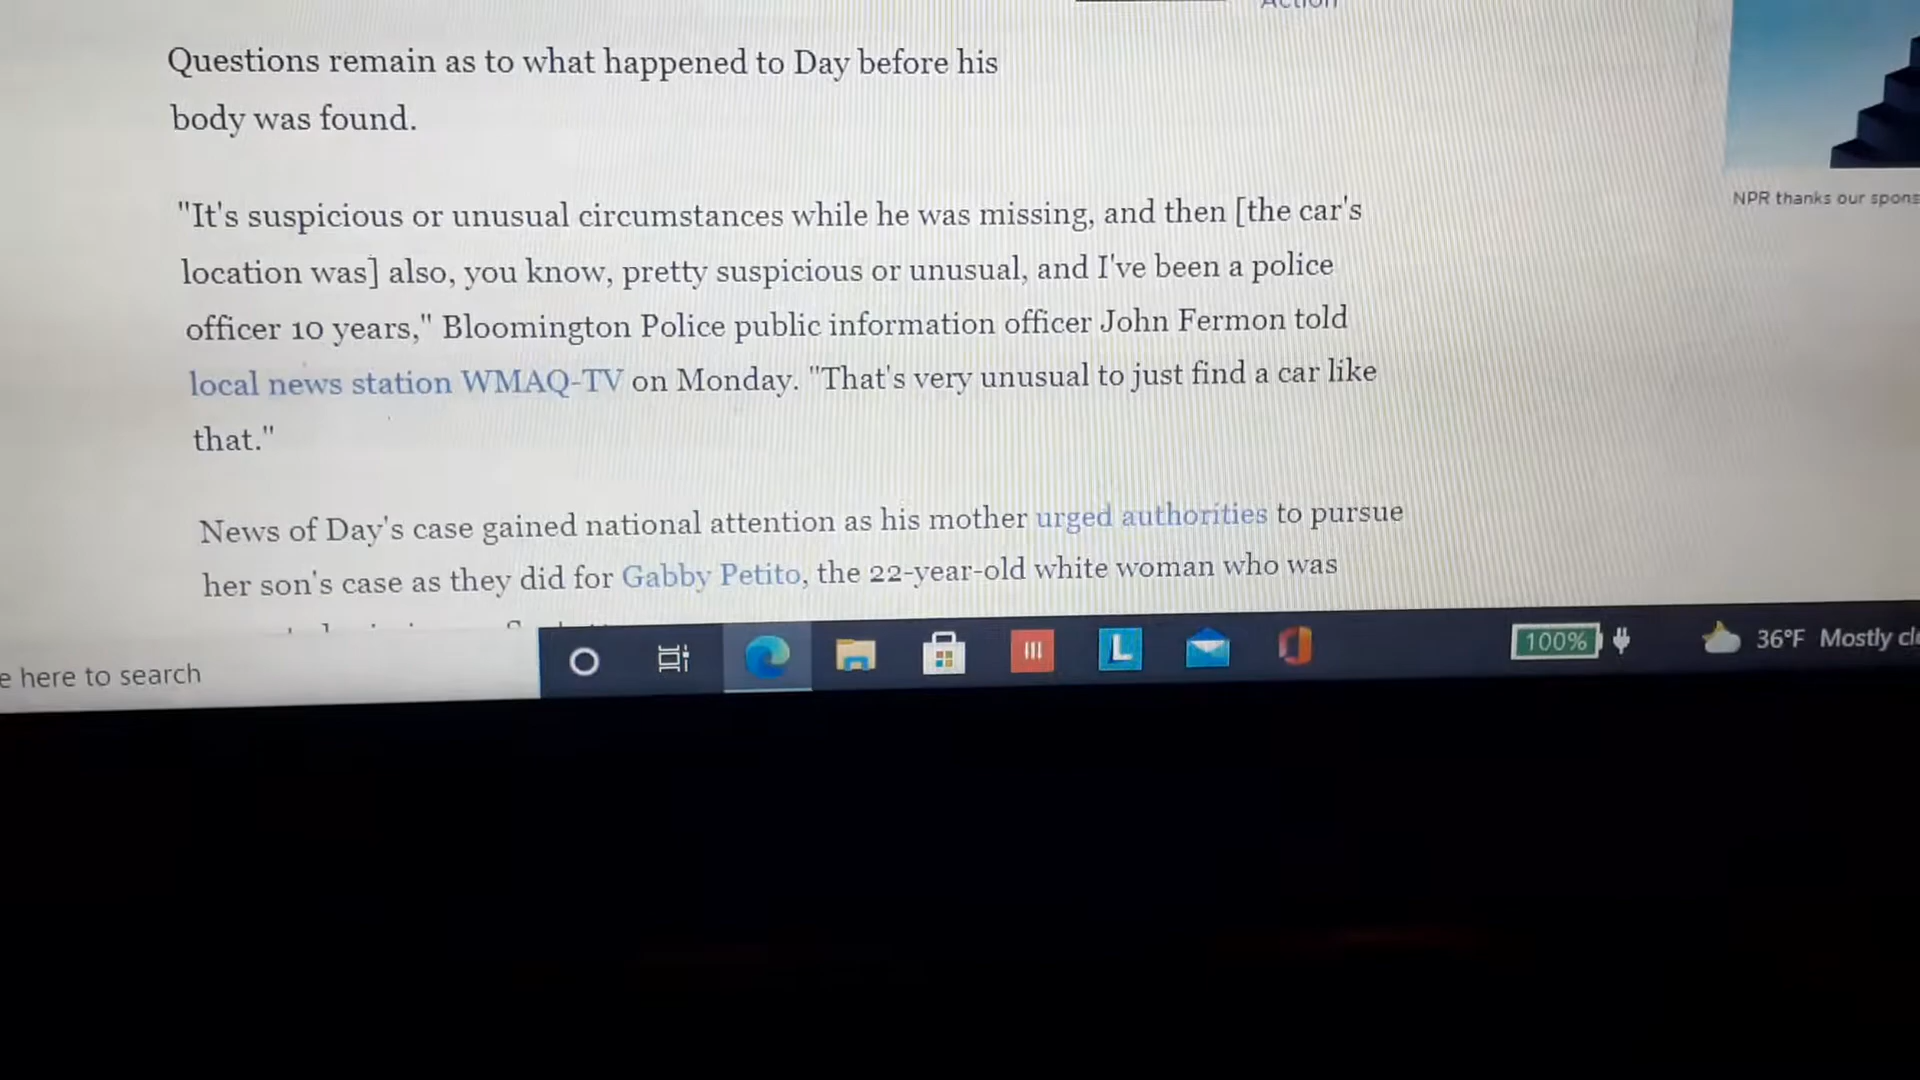 Action
Questions remain as to what happened to Day before his
body was found.
NPR thanks our spons
"It's suspicious or unusual circumstances while he was missing, and then [the car's
location was] also, you know, pretty suspicious or unusual, and I've been a police
officer 10 years," Bloomington Police public information officer John Fermon told
local news station WMAQ-TV on Monday. "That's very unusual to just find a car like
that."
News of Day's case gained national attention as his mother urged authorities to pursue
her son's case as they did for Gabby Petito, the 22-year-old white woman who was
e here to search
L
100%
36°F Mostly cl